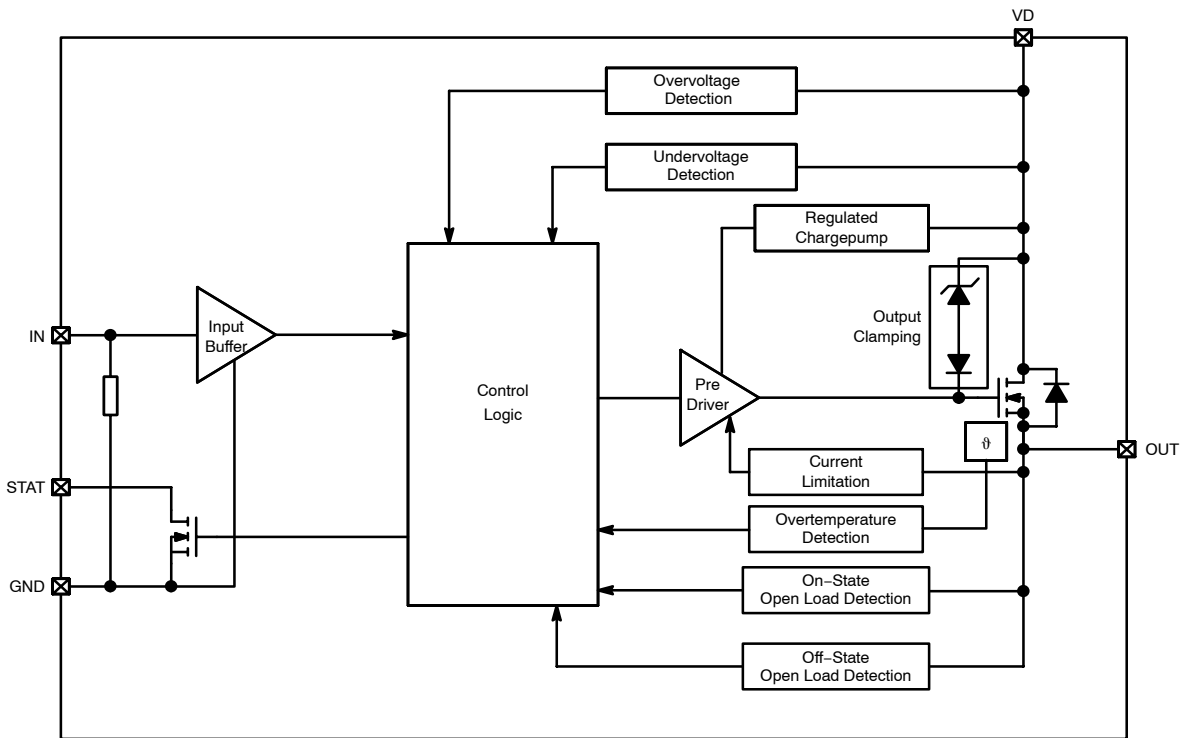 VD
Overvoltage
Detection
Undervoltage
Detection
Regulated
Chargepump
Output
Clamping
IN
Input
Buffer
Control
Logic
Pre
Driver
ϑ
OUT
Current
Limitation
STAT
Overtemperature
Detection
GND
On−State
Open Load Detection
Off−State
Open Load Detection